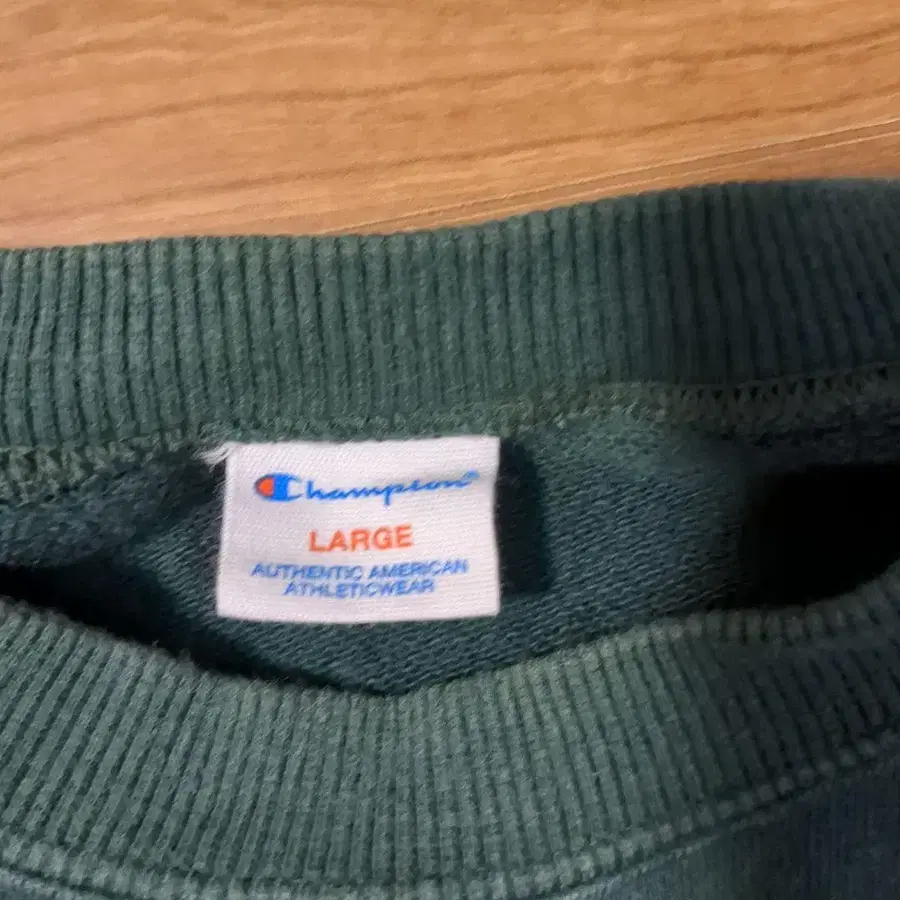 Champion
LARGE
AUTHENTIC AMERICAN
ATHLETICWEAR